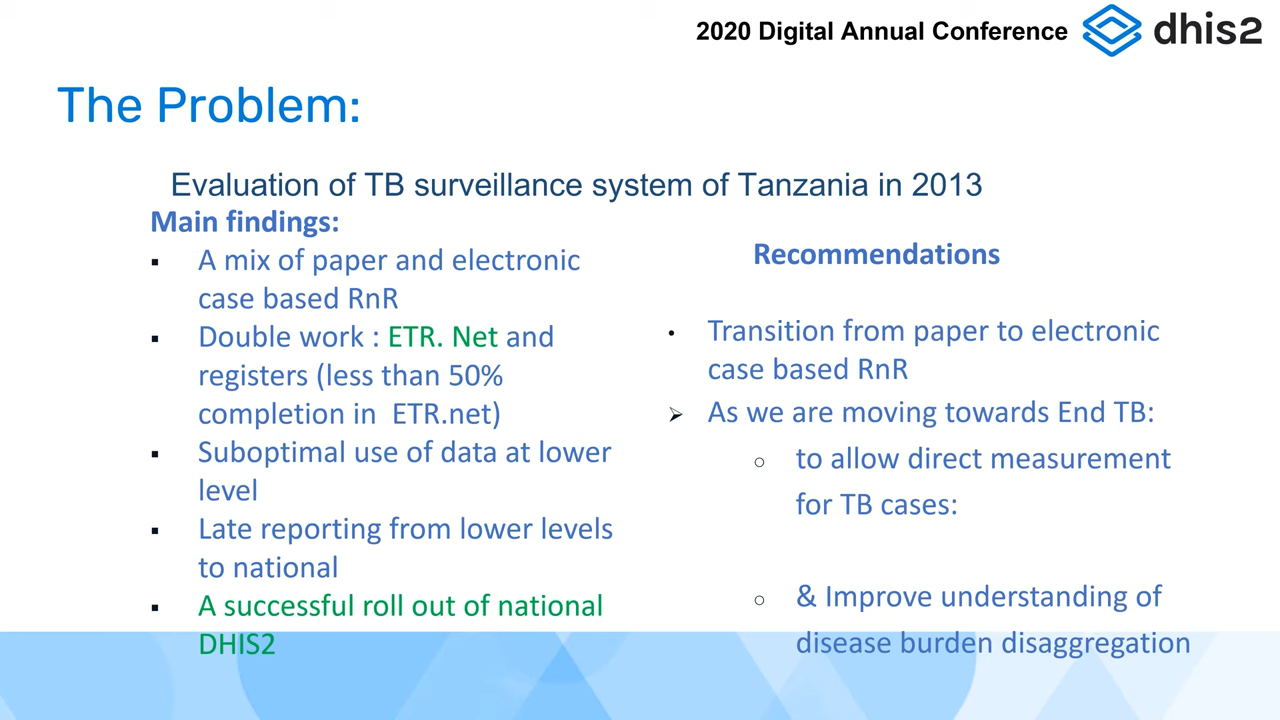 2020 Digital Annual Conference
dhis2
The Problem:
Evaluation of TB surveillance system of Tanzania in 2013
Main findings:
▪ A mix of paper and electronic
case based RnR
▪ Double work : ETR. Net and
registers (less than 50%
completion in ETR.net)
▪ Suboptimal use of data at lower
level
▪ Late reporting from lower levels
to national
▪ A successful roll out of national
DHIS2
Recommendations
• Transition from paper to electronic
case based RnR
➢ As we are moving towards End TB:
○ to allow direct measurement
for TB cases:
○ & Improve understanding of
disease burden disaggregation